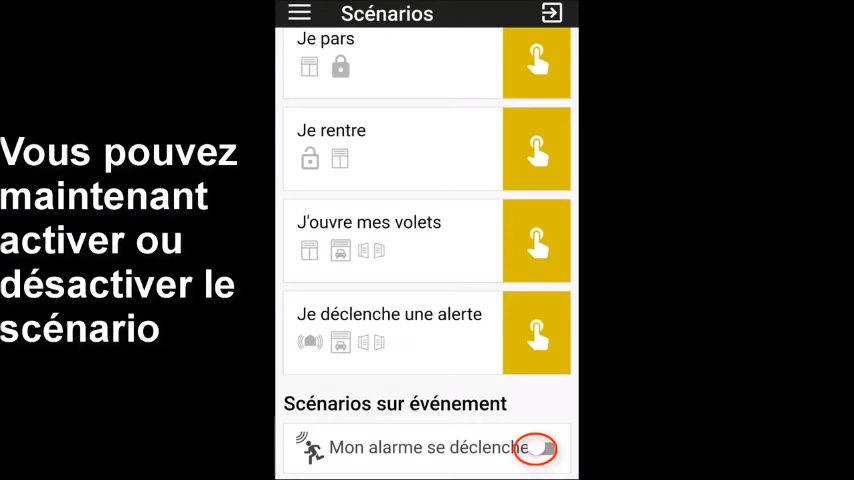 Vous pouvez
maintenant
activer ou
désactiver le
scénario
Scénarios
Je pars
Je rentre
J'ouvre mes volets
Je déclenche une alerte
Scénarios sur événement
Mon alarme se déclenche